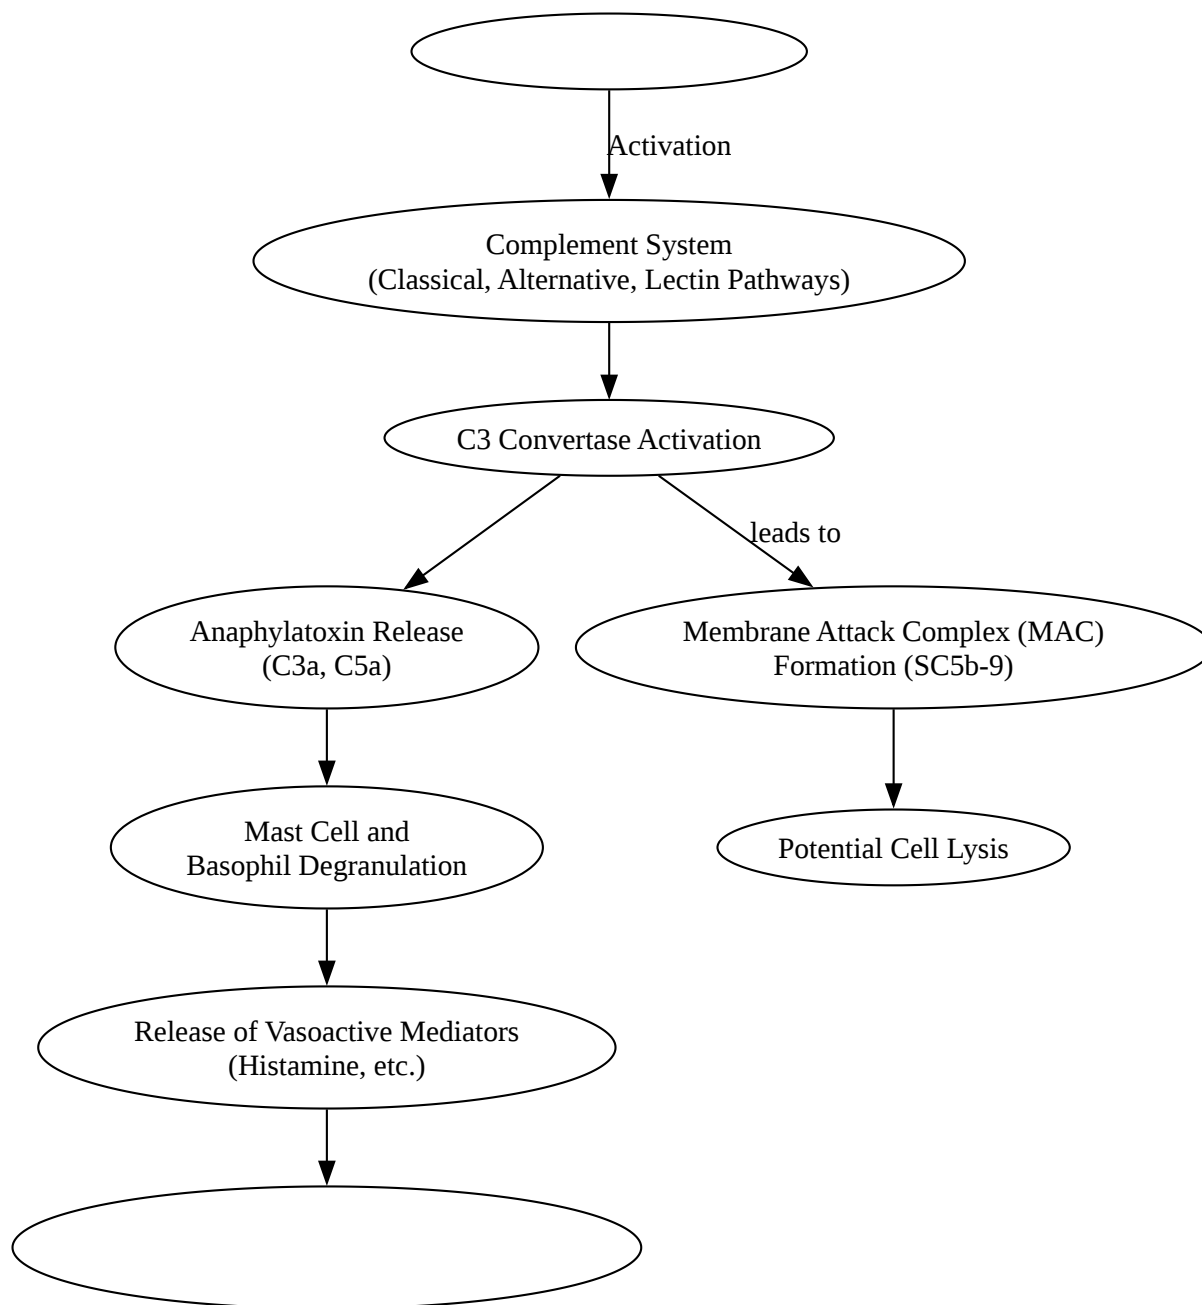 Activation
Complement System
(Classical, Alternative, Lectin Pathways)
C3 Convertase Activation
leads to
Anaphylatoxin Release
(C3a, C5a)
Membrane Attack Complex (MAC)
Formation (SC5b-9)
Mast Cell and
Basophil Degranulation
Potential Cell Lysis
Release of Vasoactive Mediators
(Histamine, etc.)